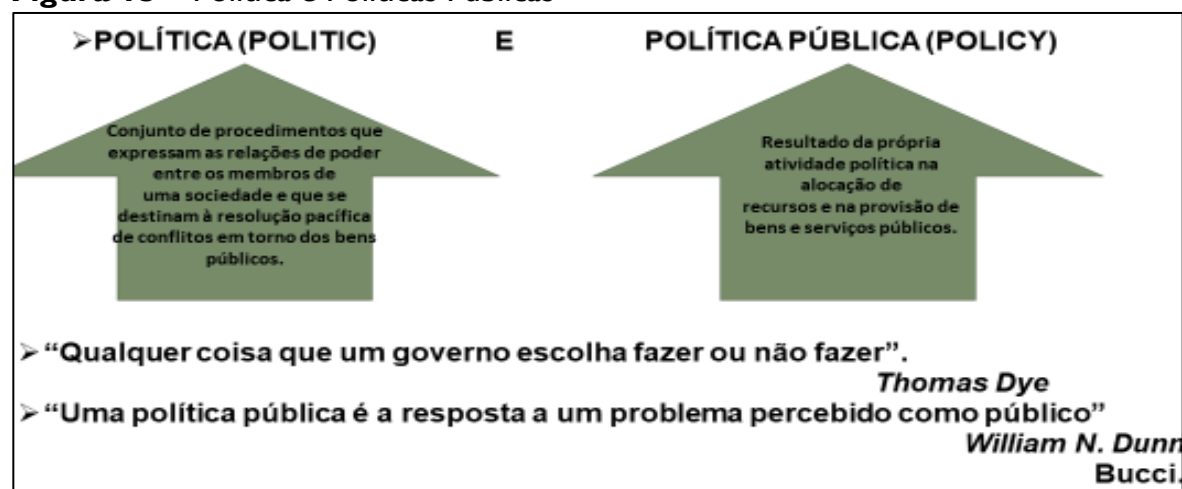 ➢POLÍTICA (POLITIC) E POLÍTICA PÚBLICA (POLICY)
Conjunto de procedimentos que
expressam as relações de poder
entre os membros de
uma sociedade e que se
destinam à resolução pacífica
de conflitos em torno dos bens
públicos.
Resultado da própria
atividade política na
alocação de
recursos e na provisão de
bens e serviços públicos.
➢ “Qualquer coisa que um governo escolha fazer ou não fazer”.
Thomas Dye
➢ “Uma política pública é a resposta a um problema percebido como público”
William N. Dunn
Bucci,